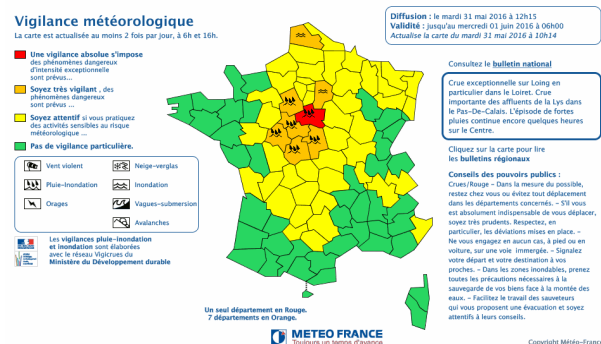 Vigilance météorologique
La carte est actualisée au moins 2 fois par jour, à 6h et 16h.
Diffusion : le mardi 31 mai 2016 à 12h15
Validité : jusqu'au mercredi 01 juin 2016 à 06h00
Actualise la carte du mardi 31 mai 2016 à 10h14
Une vigilance absolue s'impose
des phénomènes dangereux
d'intensité exceptionnelle
sont prévus...
Soyez très vigilant, des
phénomènes dangereux
sont prévus ...
Soyez attentif si vous pratiquez
des activités sensibles au risque
météorologique ...
Pas de vigilance particulière.
Vent violent
Neige-verglas
Pluie-Inondation
Inondation
Orages
Vagues-submersion
Avalanches
Les vigilances pluie-inondation
et inondation sont élaborées
avec le réseau Vigicrues du
Ministère du Développement durable
Un seul département en Rouge.
7 départements en Orange.
METEO FRANCE
Toujours un temps d'avance
Consultez le bulletin national
Crue exceptionnelle sur Loing en
particulier dans le Loiret. Crue
importante des affluents de la Lys dans
le Pas-De-Calais. L'épisode de fortes
pluies continue encore quelques heures
sur le Centre.
Cliquez sur la carte pour lire
les bulletins régionaux
Conseils des pouvoirs publics :
Crues/Rouge - Dans la mesure du possible,
restez chez vous ou évitez tout déplacement
dans les départements concernés. - S'il vous
est absolument indispensable de vous déplacer,
soyez très prudents. Respectez, en
particulier, les déviations mises en place. -
Ne vous engagez en aucun cas, à pied ou en
voiture, sur une voie immergée. - Signalez
votre départ et votre destination à vos
proches. - Dans les zones inondables, prenez
toutes les précautions nécessaires à la
sauvegarde de vos biens face à la montée des
eaux. - Facilitez le travail des sauveteurs
qui vous proposent une évacuation et soyez
attentifs à leurs conseils.
Copyright Météo-France